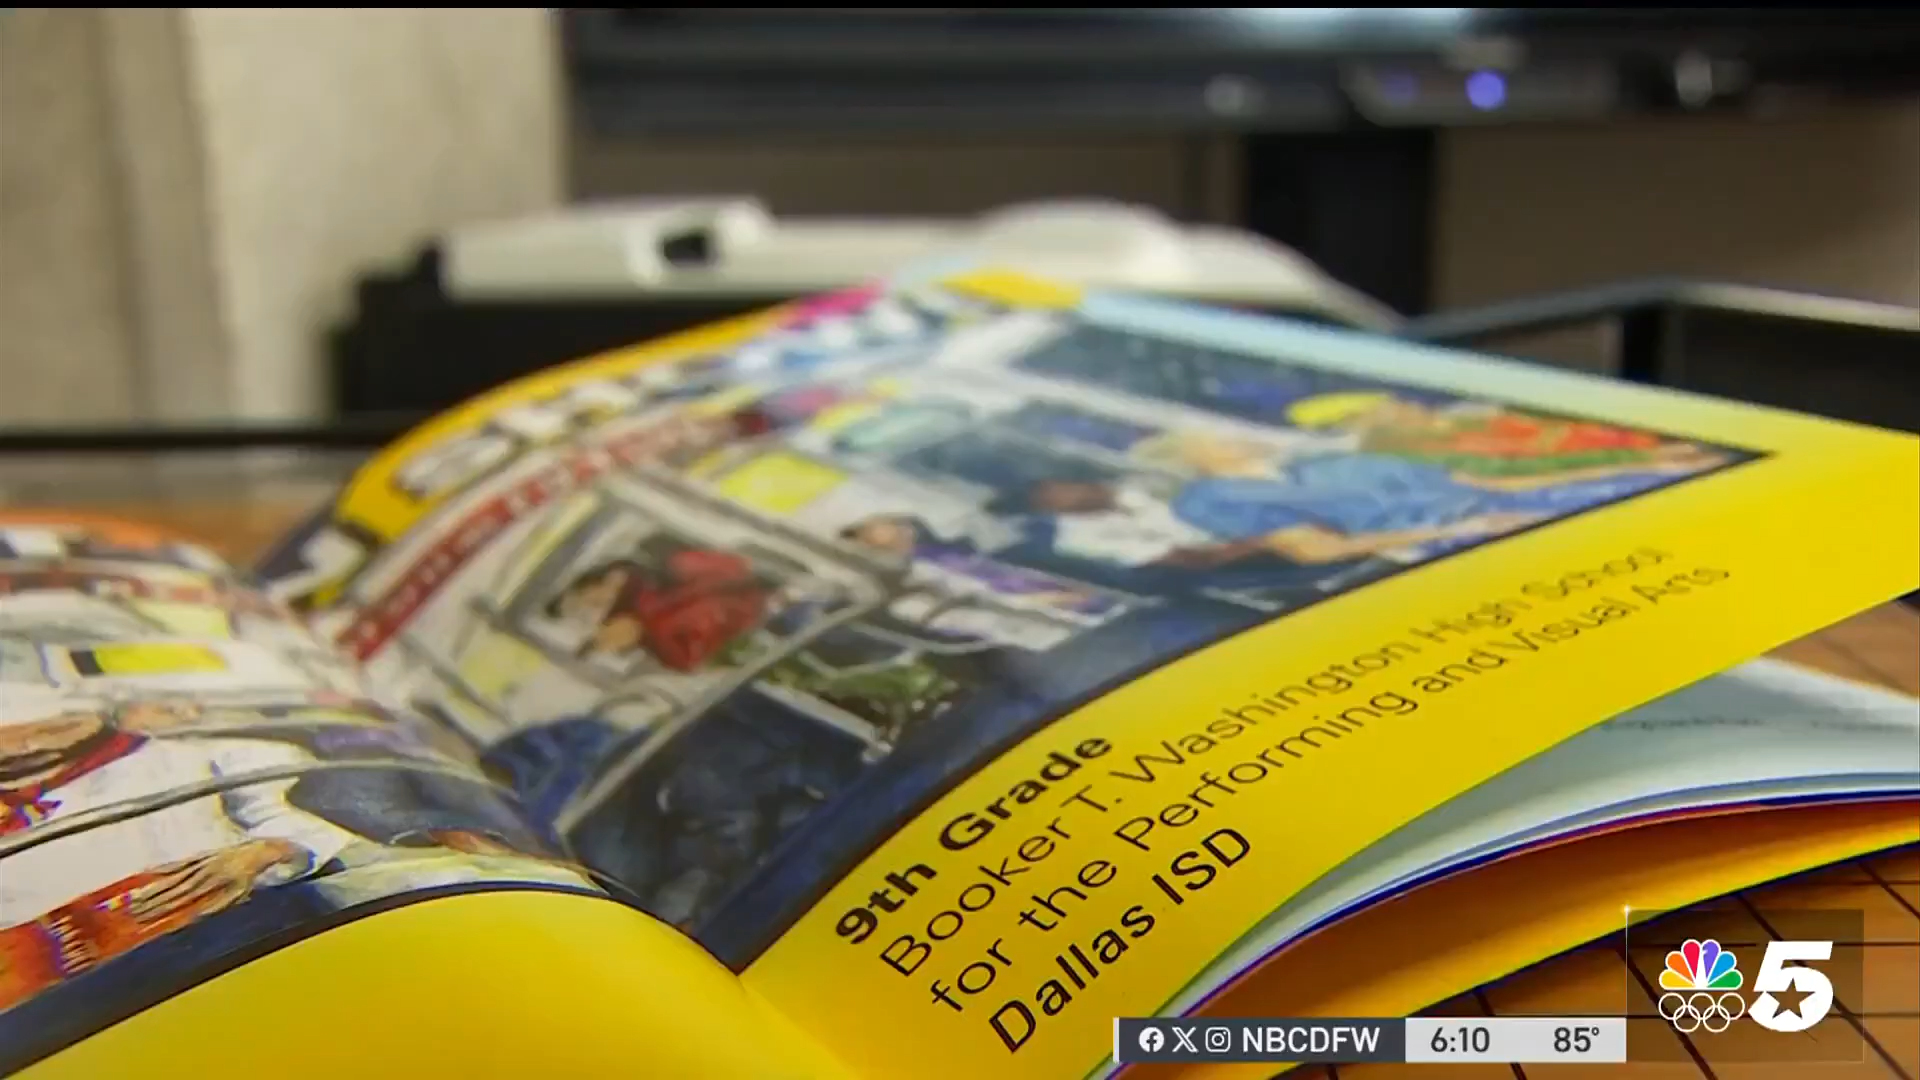 9th Grade
Booker T. Washington High School
for the Performing and Visual Arts
Dallas ISD
NBCDFW 6:10 85°
5